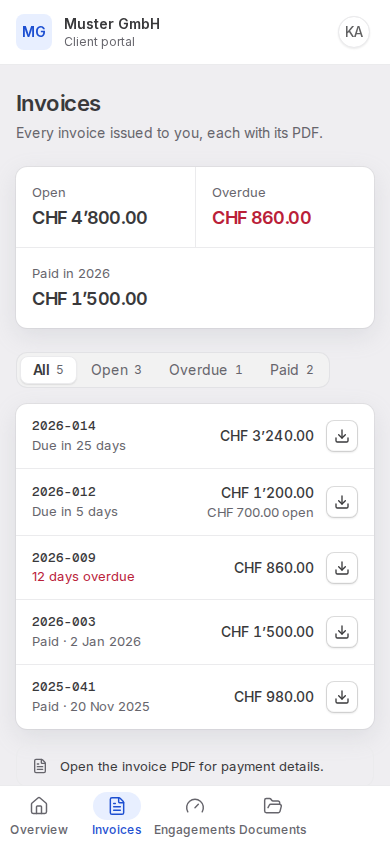 MG
Muster GmbH
Client portal
KA
Invoices
Every invoice issued to you, each with its PDF.
Open
CHF 4’800.00
Overdue
CHF 860.00
Paid in 2026
CHF 1’500.00
All 5
Open 3
Overdue 1
Paid 2
2026-014
Due in 25 days
CHF 3’240.00
2026-012
Due in 5 days
CHF 1’200.00
CHF 700.00 open
2026-009
12 days overdue
CHF 860.00
2026-003
Paid · 2 Jan 2026
CHF 1’500.00
2025-041
Paid · 20 Nov 2025
CHF 980.00
Open the invoice PDF for payment details.
Overview
Invoices
Engagements
Documents